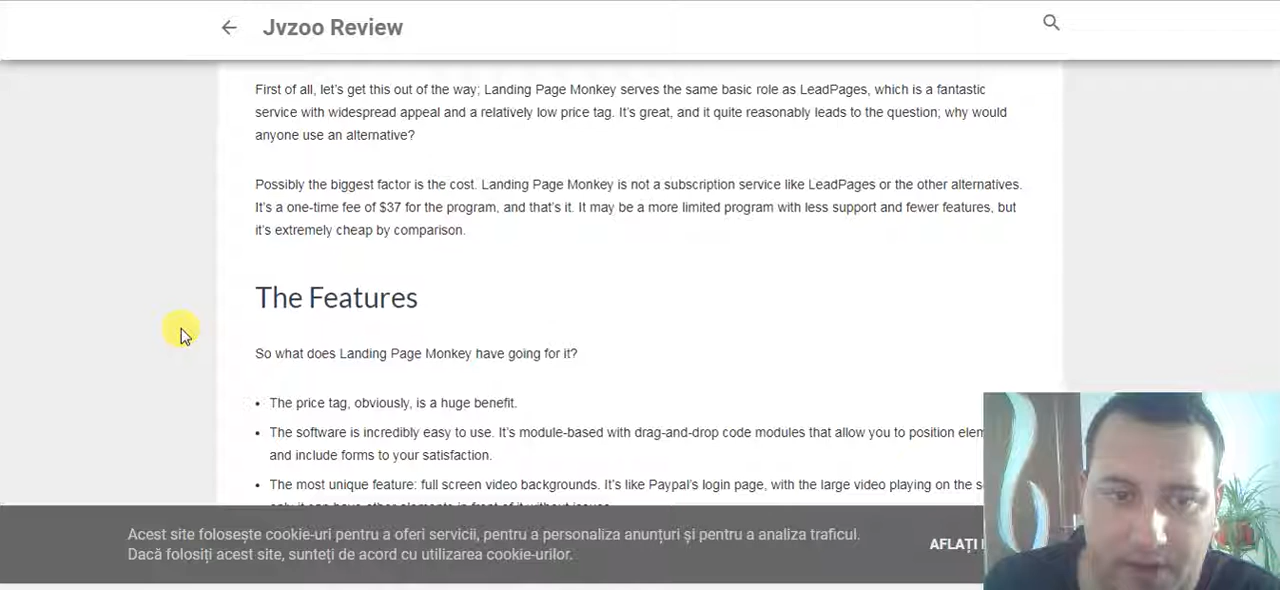 Jvzoo Review
First of all, let's get this out of the way; Landing Page Monkey serves the same basic role as LeadPages, which is a fantastic
service with widespread appeal and a relatively low price tag. It's great, and it quite reasonably leads to the question; why would
anyone use an alternative?
Possibly the biggest factor is the cost. Landing Page Monkey is not a subscription service like LeadPages or the other alternatives.
It's a one-time fee of $37 for the program, and that's it. It may be a more limited program with less support and fewer features, but
it's extremely cheap by comparison.
The Features
So what does Landing Page Monkey have going for it?
• The price tag, obviously, is a huge benefit.
• The software is incredibly easy to use. It's module-based with drag-and-drop code modules that allow you to position
and include forms to your satisfaction.
• The most unique feature: full screen video backgrounds. It's like Paypal's login page, with the large video playing on the
Acest site folosește cookie-uri pentru a oferi servicii, pentru a personaliza anunțuri și pentru a analiza traficul.
Dacă folosiți acest site, sunteți de acord cu utilizarea cookie-urilor.
AFLAȚI